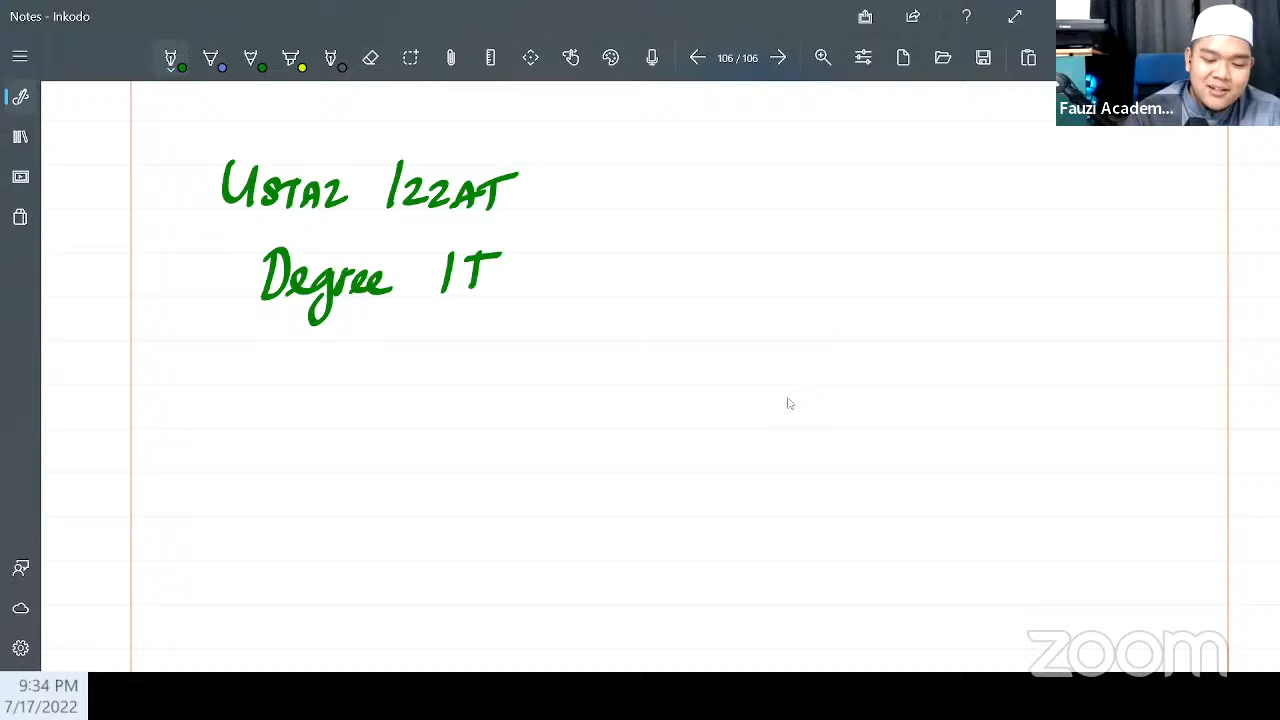 Notes - Inkodo
106 / 106
Fauzi Academ...
USTAZ IZZAT
Degree IT
zoom
9:34 PM
7/17/2022